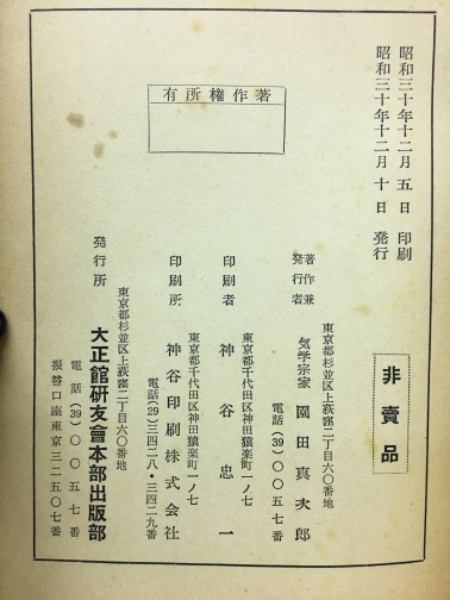 昭和三十年十二月五日 印刷
昭和三十年十二月十日 発行
非賣品
著作権所有
著作兼
発行者
東京都杉並区上荻窪二丁目六〇番地
気学宗家 園田真次郎
電話(39)〇〇五七番
印刷者
東京都千代田区神田猿楽町一ノ七
神谷忠一
印刷所
東京都千代田区神田猿楽町一ノ七
神谷印刷株式会社
電話(29)三四二八・三四二九番
発行所
東京都杉並区上荻窪二丁目六〇番地
大正館研友會本部出版部
電話(39)〇〇五七番
振替口座東京三二五〇七番